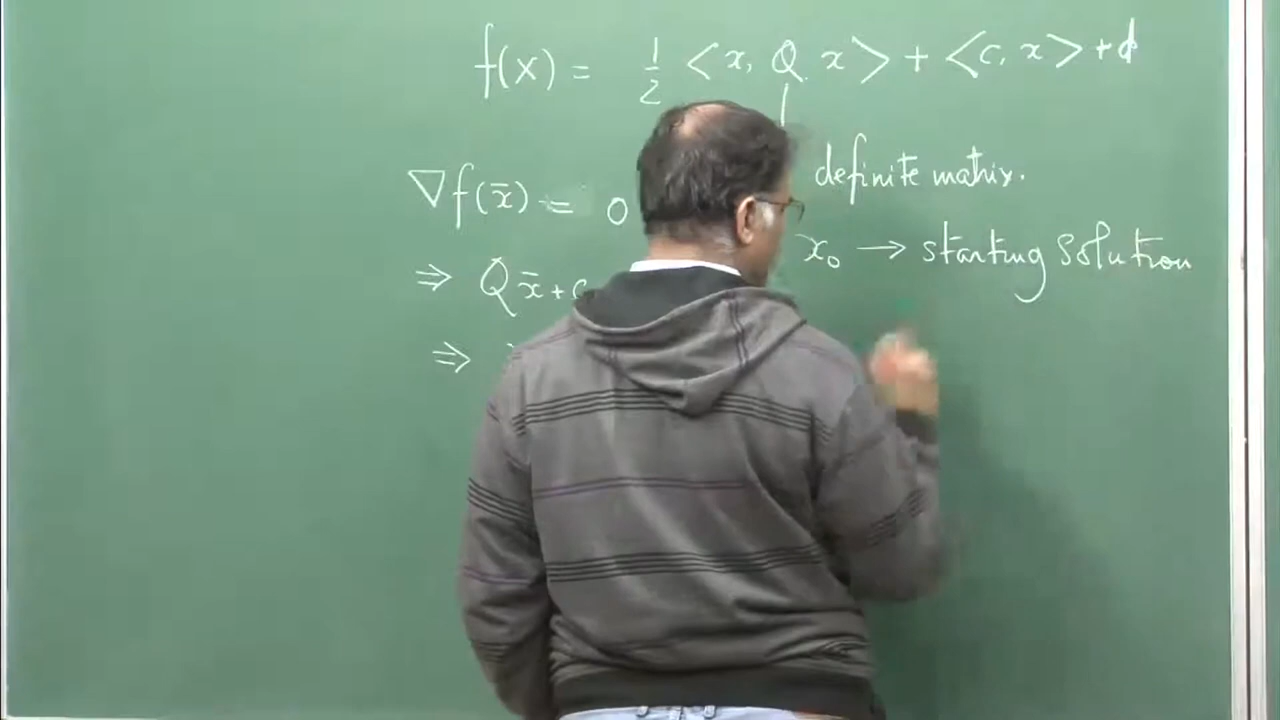 f(x) = 1/2 <x, Q x> + <c, x> + d
definite matrix.
∇f(x̄) = 0
x₀ → starting solution
⇒ Q x̄ + c
⇒